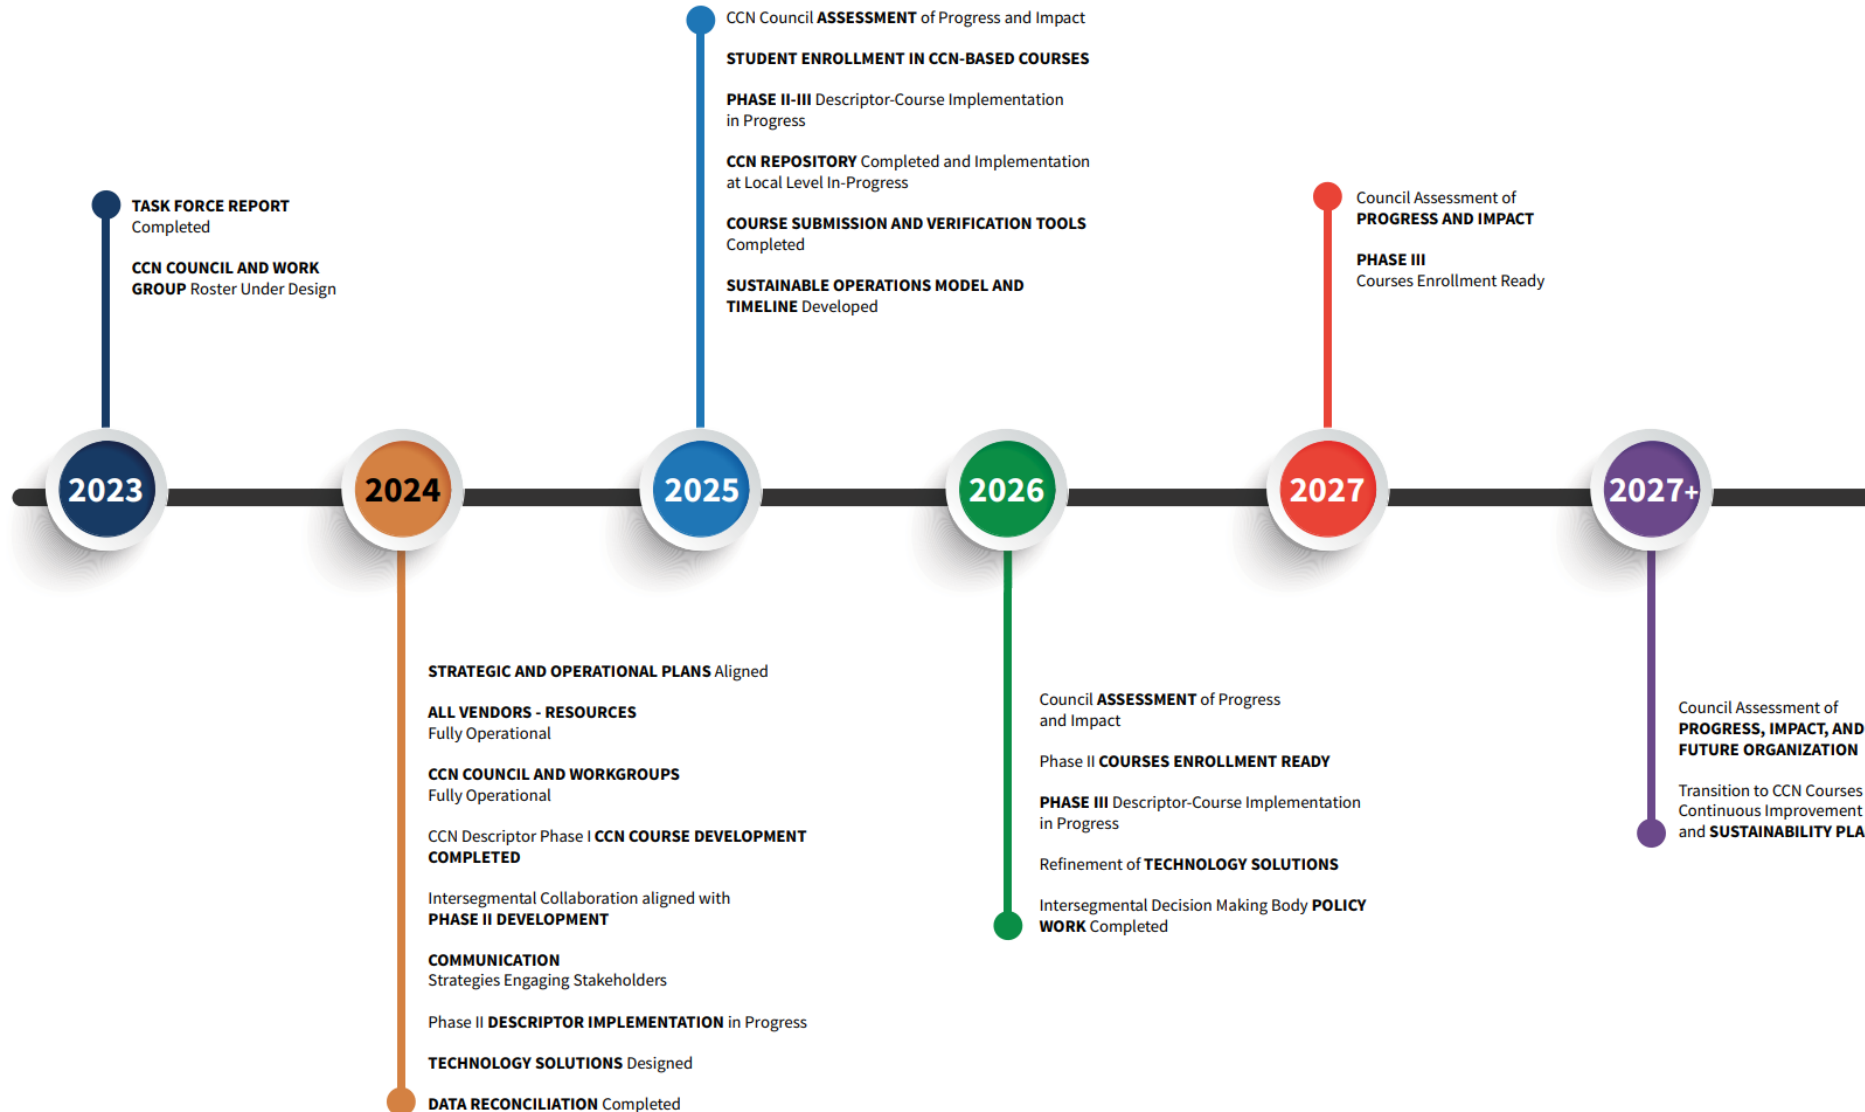 TASK FORCE REPORT
Completed
CCN COUNCIL AND WORK
GROUP Roster Under Design
2023
2024
STRATEGIC AND OPERATIONAL PLANS Aligned
ALL VENDORS - RESOURCES
Fully Operational
CCN COUNCIL AND WORKGROUPS
Fully Operational
CCN Descriptor Phase I CCN COURSE DEVELOPMENT
COMPLETED
Intersegmental Collaboration aligned with
PHASE II DEVELOPMENT
COMMUNICATION
Strategies Engaging Stakeholders
Phase II DESCRIPTOR IMPLEMENTATION in Progress
TECHNOLOGY SOLUTIONS Designed
DATA RECONCILIATION Completed
CCN Council ASSESSMENT of Progress and Impact
STUDENT ENROLLMENT IN CCN-BASED COURSES
PHASE II-III Descriptor-Course Implementation
in Progress
CCN REPOSITORY Completed and Implementation
at Local Level In-Progress
COURSE SUBMISSION AND VERIFICATION TOOLS
Completed
SUSTAINABLE OPERATIONS MODEL AND
TIMELINE Developed
2025
2026
Council ASSESSMENT of Progress
and Impact
Phase II COURSES ENROLLMENT READY
PHASE III Descriptor-Course Implementation
in Progress
Refinement of TECHNOLOGY SOLUTIONS
Intersegmental Decision Making Body POLICY
WORK Completed
Council Assessment of
PROGRESS AND IMPACT
PHASE III
Courses Enrollment Ready
2027
2027+
Council Assessment of
PROGRESS, IMPACT, AND
FUTURE ORGANIZATION
Transition to CCN Courses
Continuous Improvement
and SUSTAINABILITY PLA